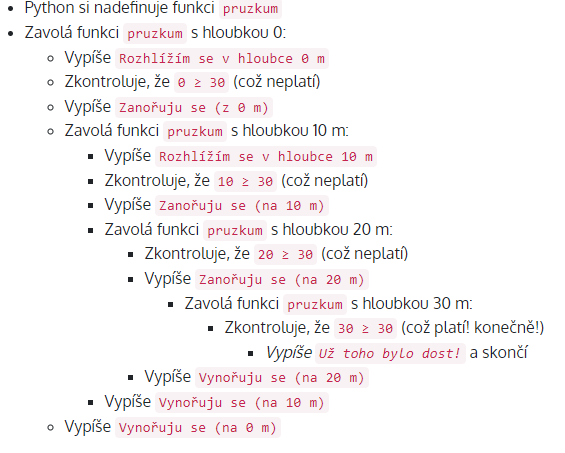 Python si nadefinuje funkci pruzkum
Zavolá funkci pruzkum s hloubkou 0:
Vypíše Rozhlížím se v hloubce 0 m
Zkontroluje, že 0 ≥ 30 (což neplatí)
Vypíše Zanořuju se (z 0 m)
Zavolá funkci pruzkum s hloubkou 10 m:
Vypíše Rozhlížím se v hloubce 10 m
Zkontroluje, že 10 ≥ 30 (což neplatí)
Vypíše Zanořuju se (na 10 m)
Zavolá funkci pruzkum s hloubkou 20 m:
Zkontroluje, že 20 ≥ 30 (což neplatí)
Vypíše Zanořuju se (na 20 m)
Zavolá funkci pruzkum s hloubkou 30 m:
Zkontroluje, že 30 ≥ 30 (což platí! konečně!)
Vypíše Už toho bylo dost! a skončí
Vypíše Vynořuju se (na 20 m)
Vypíše Vynořuju se (na 10 m)
Vypíše Vynořuju se (na 0 m)